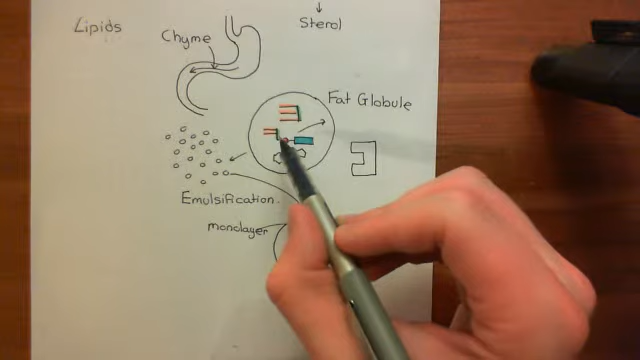 Lipids
Sterol
Chyme
Fat Globule
Emulsification.
monolayer